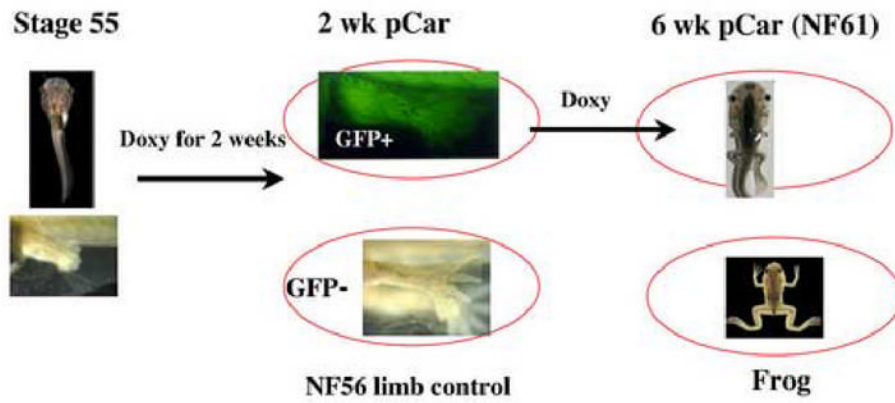 Stage 55
2 wk pCar
6 wk pCar (NF61)
Doxy for 2 weeks
GFP+
Doxy
GFP-
NF56 limb control
Frog